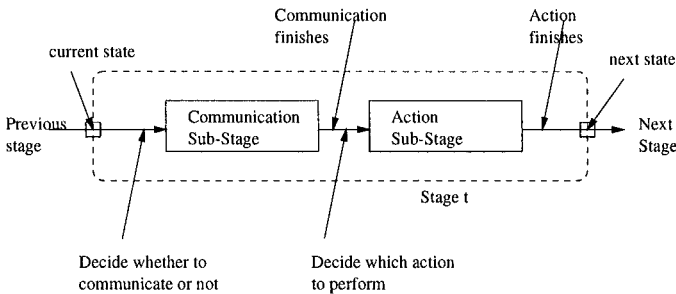 Communication
finishes
Action
finishes
current state
next state
Previous
stage
Communication
Sub-Stage
Action
Sub-Stage
Next
Stage
Stage t
Decide whether to
communicate or not
Decide which action
to perform